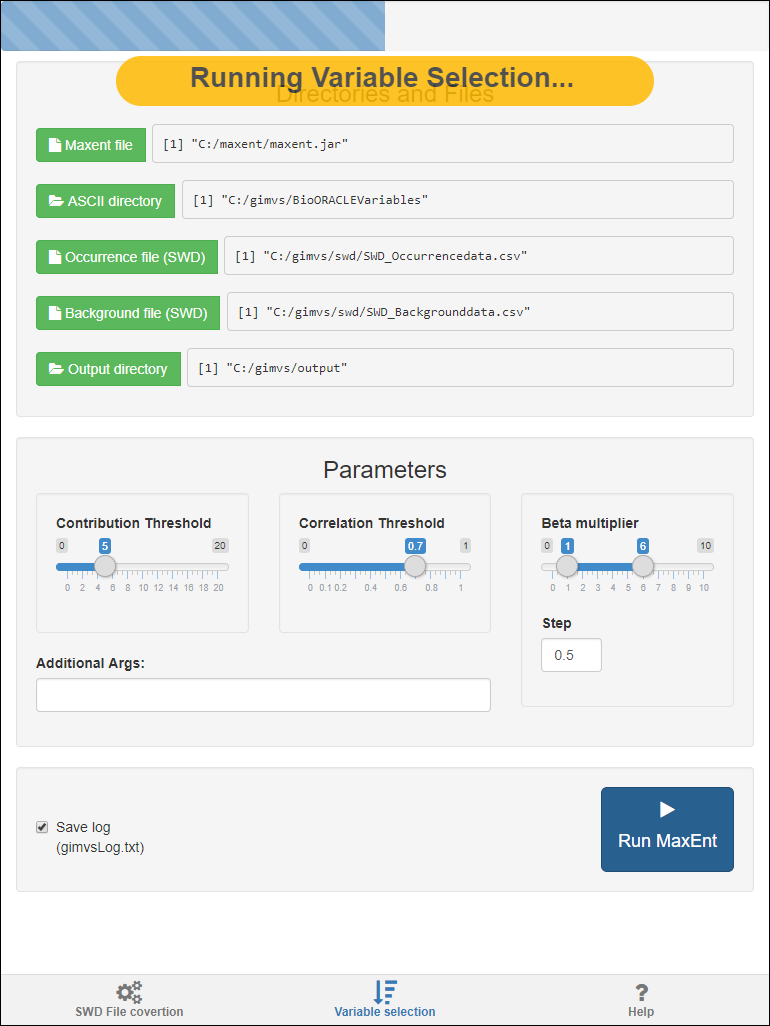 Running Variable Selection...
Directories and Files
Maxent file
[1] "C:/maxent/maxent.jar"
ASCII directory
[1] "C:/gimvs/BioORACLEVariables"
Occurrence file (SWD)
[1] "C:/gimvs/swd/SWD_Occurrencedata.csv"
Background file (SWD)
[1] "C:/gimvs/swd/SWD_Backgrounddata.csv"
Output directory
[1] "C:/gimvs/output"
Parameters
Contribution Threshold
0 5 20
0 2 4 6 8 10 12 14 16 18 20
Correlation Threshold
0 0.7 1
0 0.1 0.2 0.4 0.6 0.8 1
Beta multiplier
0 1 6 10
0 1 2 3 4 5 6 7 8 9 10
Step
0.5
Additional Args:
Save log
(gimvsLog.txt)
Run MaxEnt
SWD File covertion
Variable selection
Help